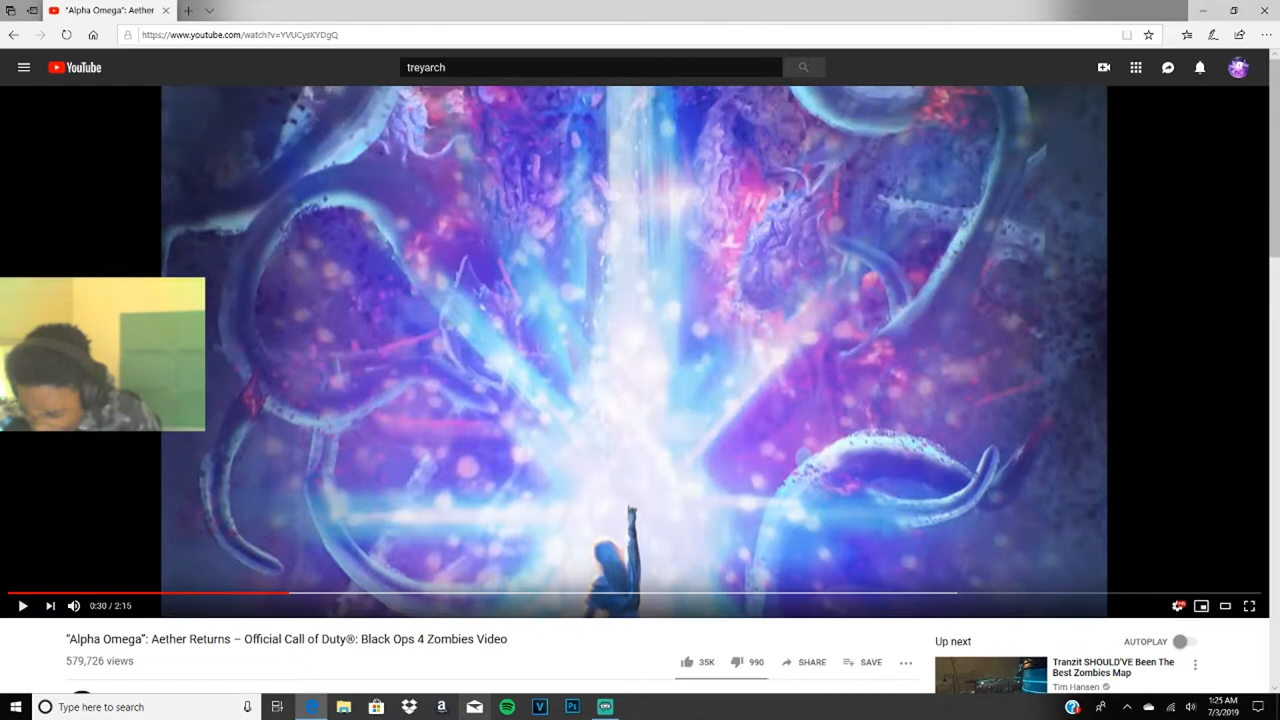 "Alpha Omega": Aether
https://www.youtube.com/watch?v=YVUCysKYDgQ
YouTube
treyarch
0:30 / 2:15
"Alpha Omega": Aether Returns – Official Call of Duty®: Black Ops 4 Zombies Video
579,726 views
35K
990
SHARE
SAVE
Up next
AUTOPLAY
Tranzit SHOULD'VE Been The
Best Zombies Map
Tim Hansen
Type here to search
a
V
Ps
1:25 AM
7/3/2019